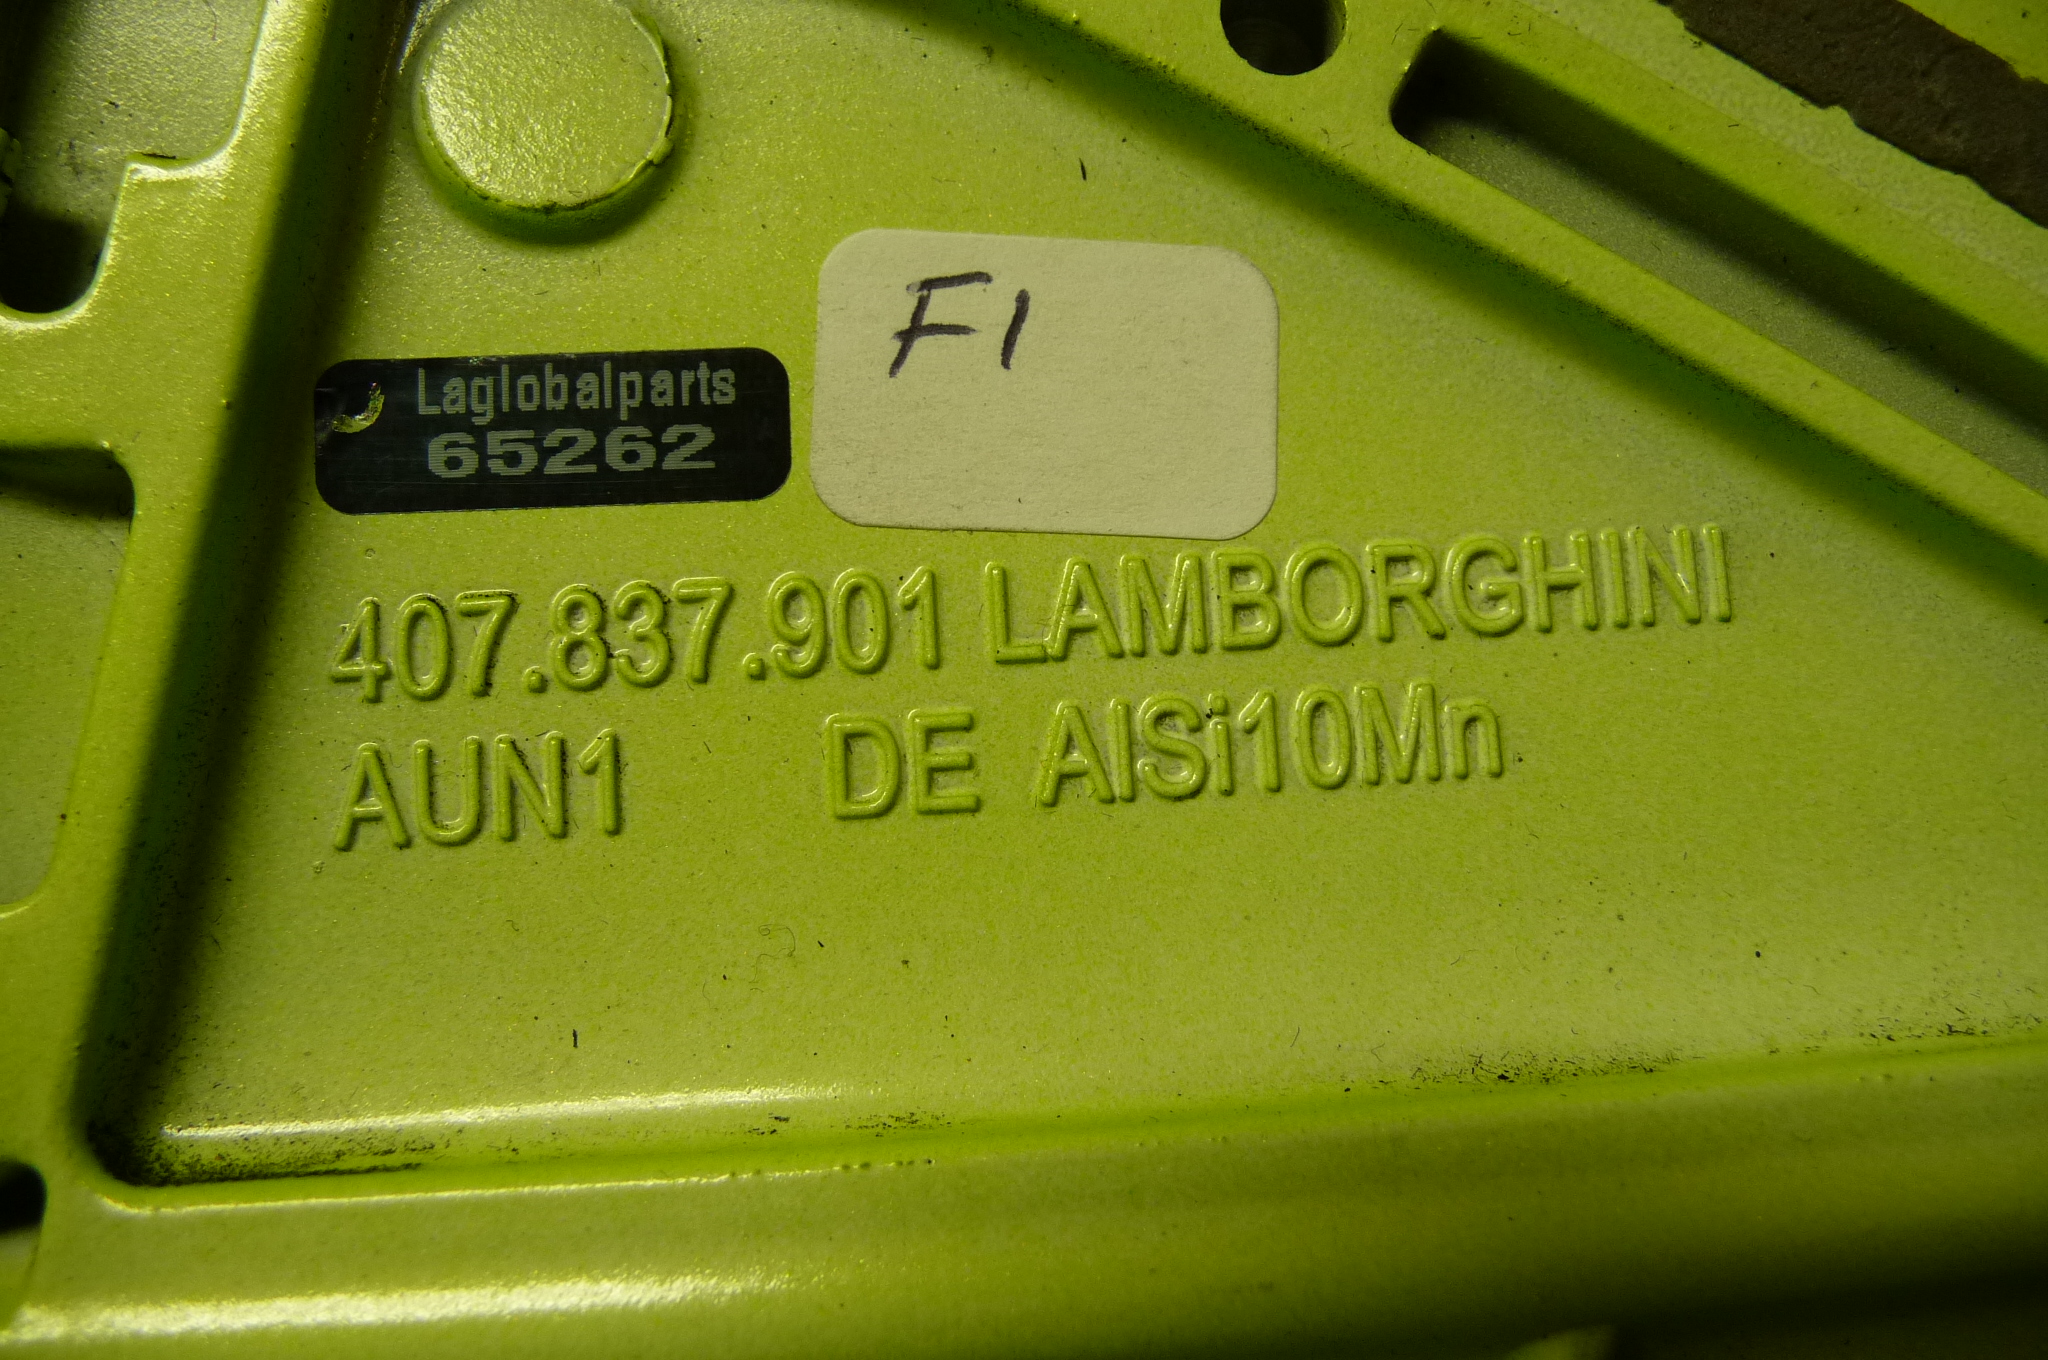 F1
Laglobalparts
65262
407.837.901 LAMBORGHINI
AUN1 DE AlSi10Mn